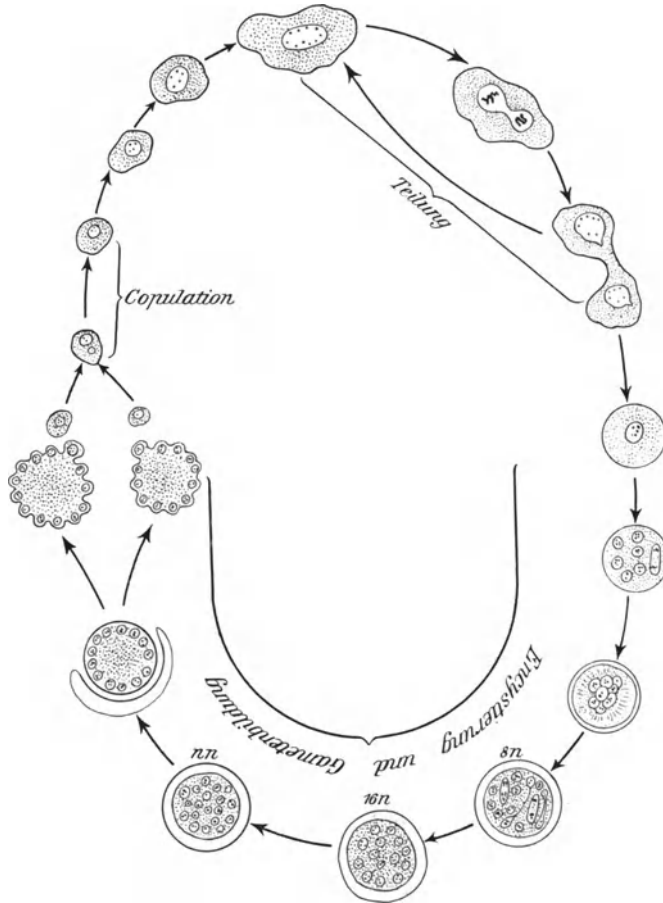 Teilung
Copulation
Encystierung und Gametenbildung
8n
16n
nn